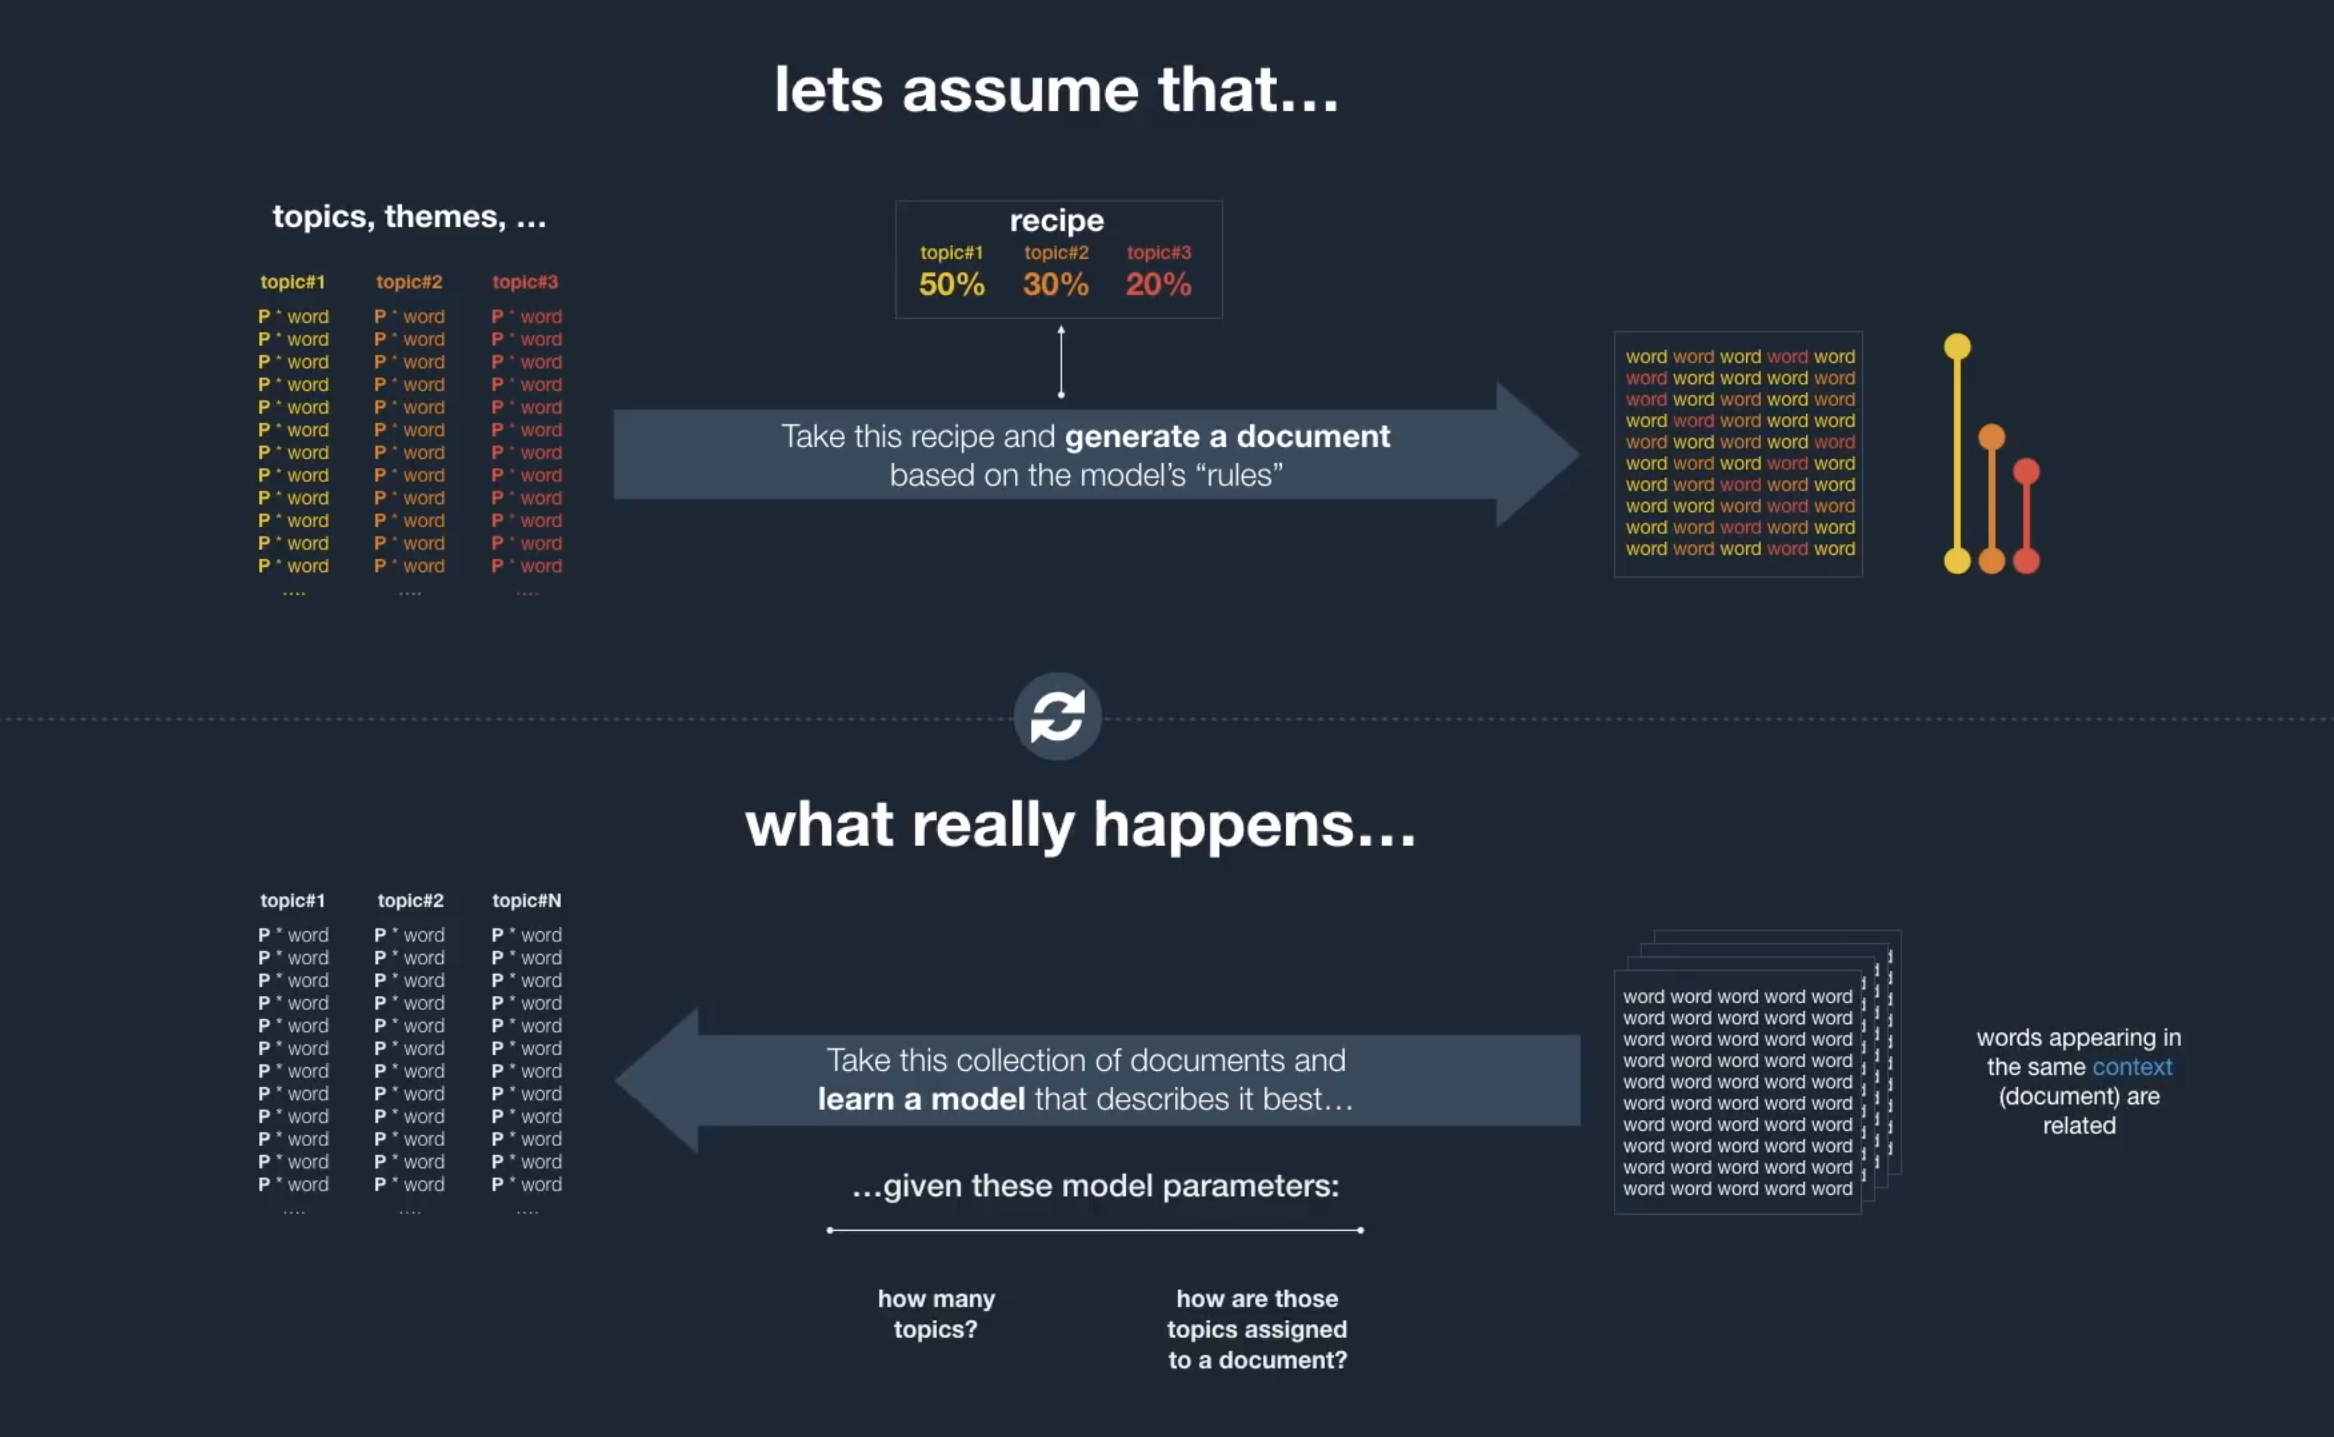 lets assume that...
topics, themes, ...
topic#1 topic#2 topic#3
P * word P * word P * word
P * word P * word P * word
P * word P * word P * word
P * word P * word P * word
P * word P * word P * word
P * word P * word P * word
P * word P * word P * word
P * word P * word P * word
P * word P * word P * word
P * word P * word P * word
P * word P * word P * word
P * word P * word P * word
.... .... ....
recipe
topic#1 topic#2 topic#3
50% 30% 20%
Take this recipe and generate a document
based on the model’s “rules”
word word word word word
word word word word word
word word word word word
word word word word word
word word word word word
word word word word word
word word word word word
word word word word word
word word word word word
word word word word word
what really happens...
topic#1 topic#2 topic#N
P * word P * word P * word
P * word P * word P * word
P * word P * word P * word
P * word P * word P * word
P * word P * word P * word
P * word P * word P * word
P * word P * word P * word
P * word P * word P * word
P * word P * word P * word
P * word P * word P * word
P * word P * word P * word
P * word P * word P * word
.... .... ....
Take this collection of documents and
learn a model that describes it best...
...given these model parameters:
how many
topics?
how are those
topics assigned
to a document?
word word word word word
word word word word word
word word word word word
word word word word word
word word word word word
word word word word word
word word word word word
word word word word word
word word word word word
word word word word word
words appearing in
the same context
(document) are
related